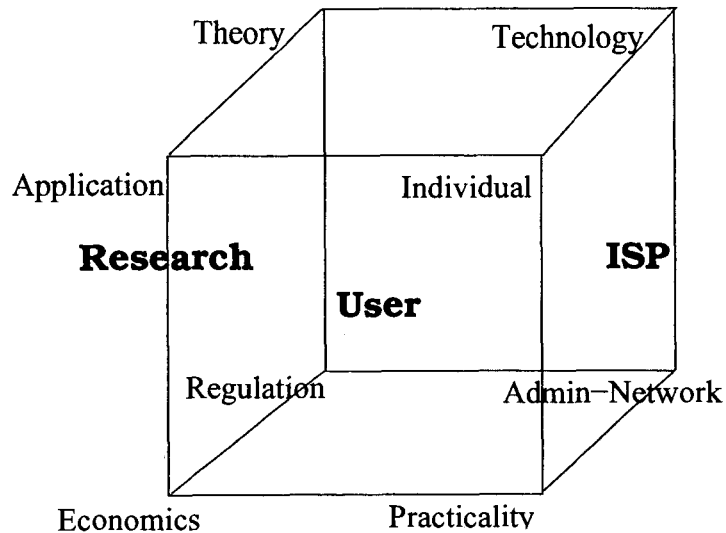 Theory
Technology
Application
Individual
Research
ISP
User
Regulation
Admin-Network
Economics
Practicality